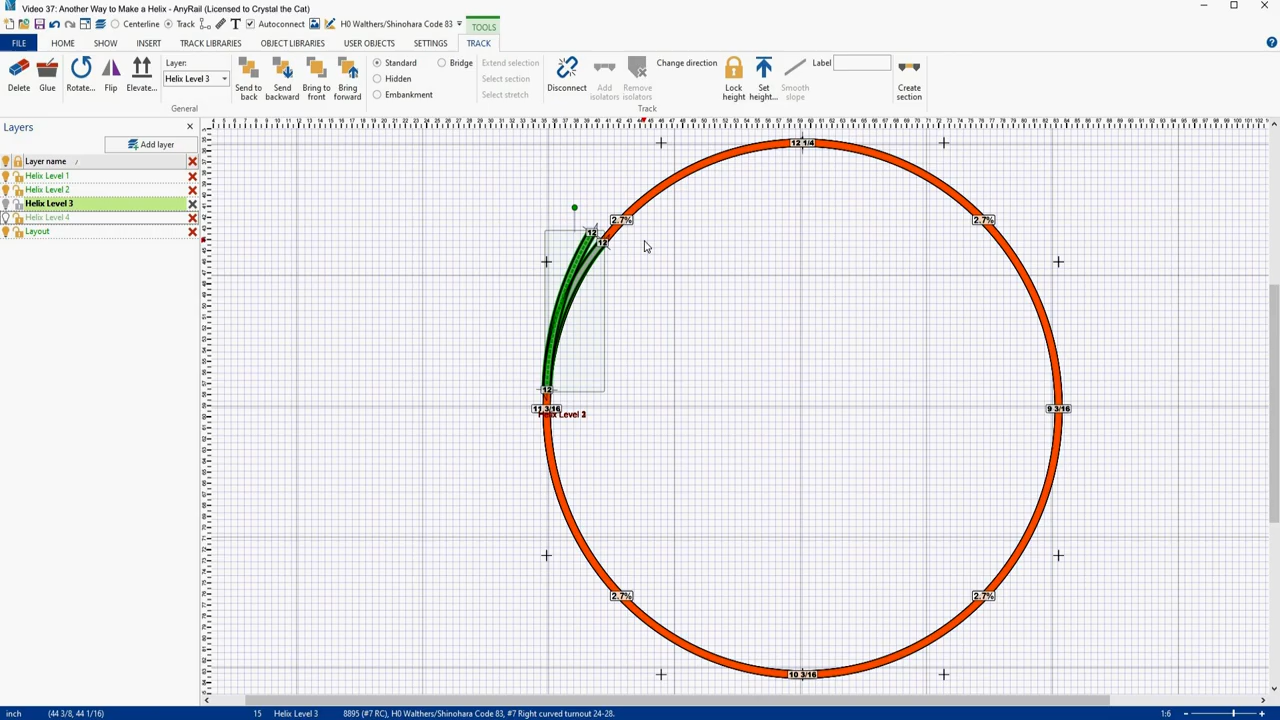 Video 37: Another Way to Make a Helix - AnyRail (Licensed to Crystal the Cat)
Centerline Track Autoconnect H0 Walthers/Shinohara Code 83 TOOLS
FILE HOME SHOW INSERT TRACK LIBRARIES OBJECT LIBRARIES USER OBJECTS SETTINGS TRACK
Layer: Standard Bridge Extend selection Change direction Label
Helix Level 3 Hidden Select section
Delete Glue Rotate... Flip Elevate... Send to back Send backward Bring to front Bring forward Embankment Select stretch Disconnect Add isolators Remove isolators Lock height Set height... Smooth slope Create section
General Track
Layers
Add layer
Layer name
Helix Level 1
Helix Level 2
Helix Level 3
Helix Level 4
Layout
12 1/4
2.7% 2.7%
12
12
12
11 3/16 9 3/16
2.7% 2.7%
10 3/16
inch (44 3/8, 44 1/16) 15 Helix Level 3 8895 (#7 RC), H0 Walthers/Shinohara Code 83, #7 Right curved turnout 24-28. 1:6